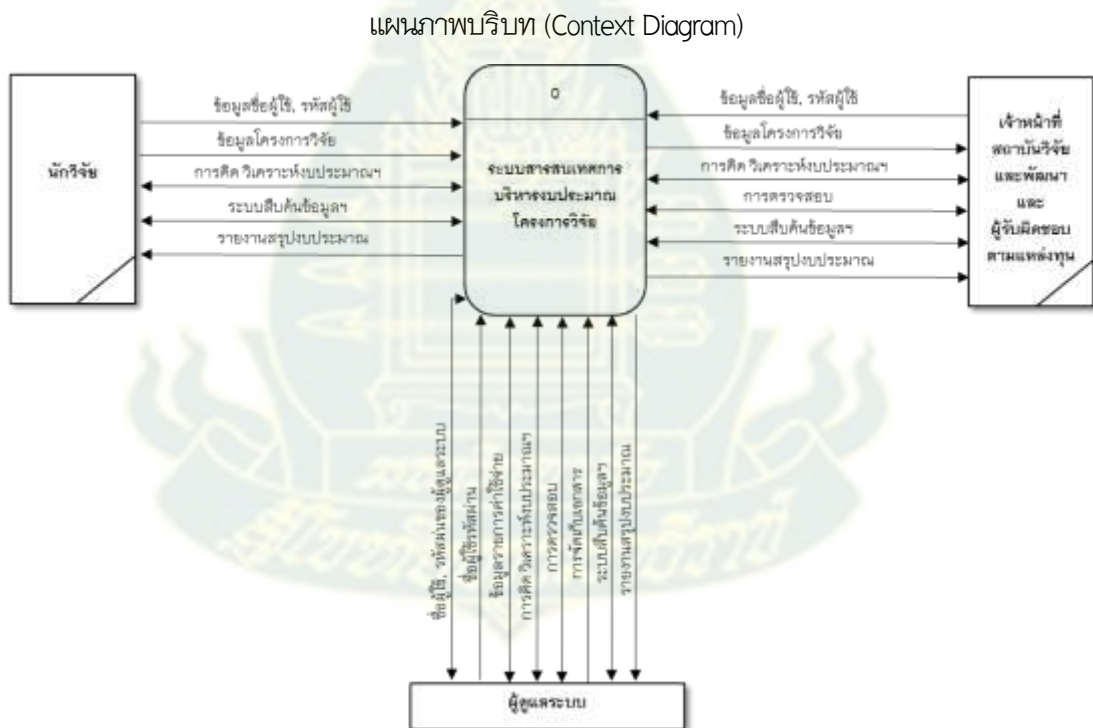 แผนภาพบริบท (Context Diagram)
นักวิจัย
ข้อมูลชื่อผู้ใช้, รหัสผู้ใช้
ข้อมูลโครงการวิจัย
การคิด วิเคราะห์งบประมาณฯ
ระบบสืบค้นข้อมูลฯ
รายงานสรุปงบประมาณ
0
ระบบสารสนเทศการ
บริหารงบประมาณ
โครงการวิจัย
ข้อมูลชื่อผู้ใช้, รหัสผู้ใช้
ข้อมูลโครงการวิจัย
การคิด วิเคราะห์งบประมาณฯ
การตรวจสอบ
ระบบสืบค้นข้อมูลฯ
รายงานสรุปงบประมาณ
เจ้าหน้าที่
สถาบันวิจัย
และพัฒนา
และ
ผู้รับผิดชอบ
ตามแหล่งทุน
ชื่อผู้ใช้, รหัสผ่านของผู้ดูแลระบบ
ชื่อผู้ใช้รหัสผ่าน
ข้อมูลรายการค่าใช้จ่าย
การคิด วิเคราะห์งบประมาณฯ
การตรวจสอบ
การจัดเก็บเอกสาร
ระบบสืบค้นข้อมูลฯ
รายงานสรุปงบประมาณ
ผู้ดูแลระบบ